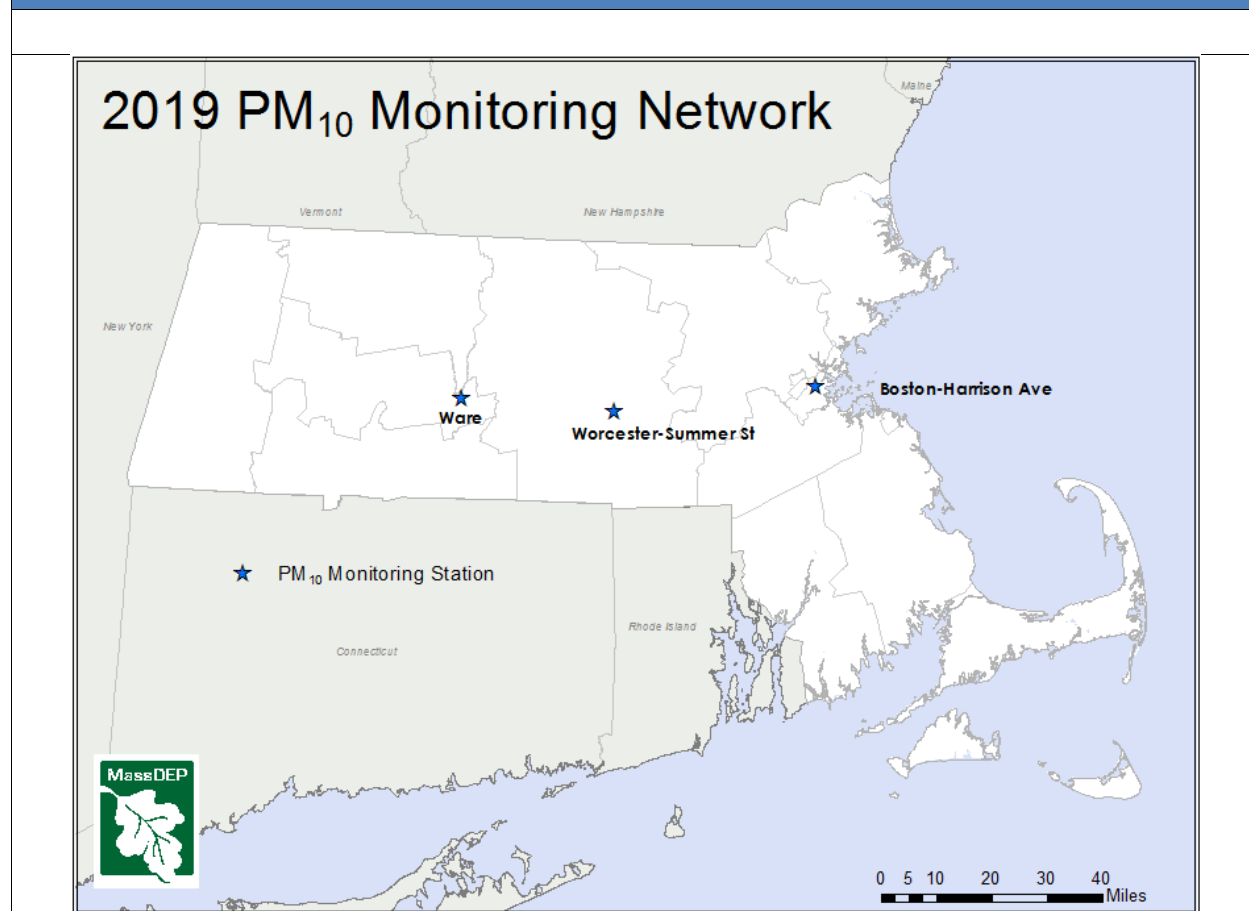 2019 PM₁₀ Monitoring Network
Maine
Vermont
New Hampshire
New York
Boston-Harrison Ave
Ware
Worcester-Summer St
PM₁₀ Monitoring Station
Rhode Island
Connecticut
MassDEP
0 5 10 20 30 40
Miles